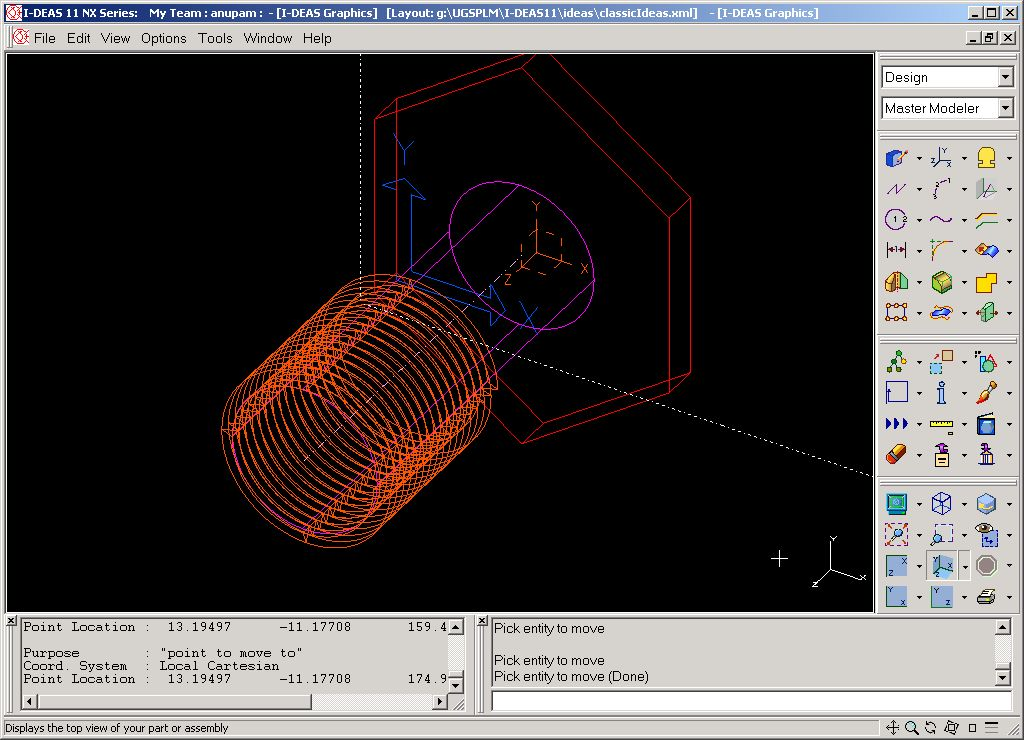 I-DEAS 11 NX Series:   My Team : anupam :  - [I-DEAS Graphics]  [Layout: g:\UGSPLM\I-DEAS11\ideas\classicIdeas.xml]   - [I-DEAS Graphics]
File Edit View Options Tools Window Help
Design
Master Modeler
Y
X
Y
X
Z
Y
X
Z
Point Location :  13.19497      -11.17708       159.4
Purpose        : "point to move to"
Coord. System  : Local Cartesian
Point Location :  13.19497      -11.17708       174.9
Pick entity to move
Pick entity to move
Pick entity to move (Done)
Displays the top view of your part or assembly